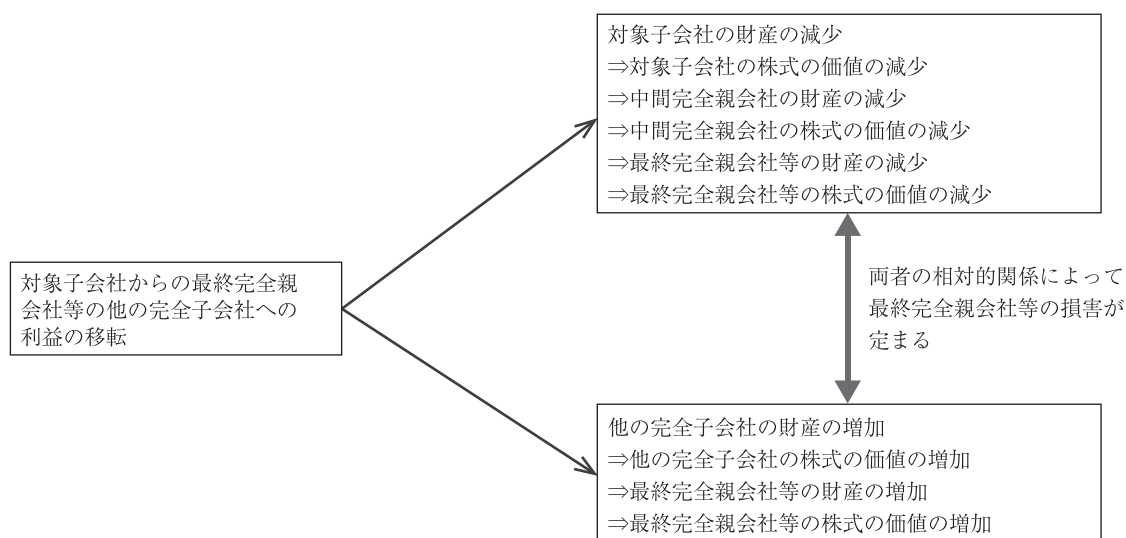 対象子会社の財産の減少
⇒対象子会社の株式の価値の減少
⇒中間完全親会社の財産の減少
⇒中間完全親会社の株式の価値の減少
⇒最終完全親会社等の財産の減少
⇒最終完全親会社等の株式の価値の減少
対象子会社からの最終完全親
会社等の他の完全子会社への
利益の移転
両者の相対的関係によって
最終完全親会社等の損害が
定まる
他の完全子会社の財産の増加
⇒他の完全子会社の株式の価値の増加
⇒最終完全親会社等の財産の増加
⇒最終完全親会社等の株式の価値の増加